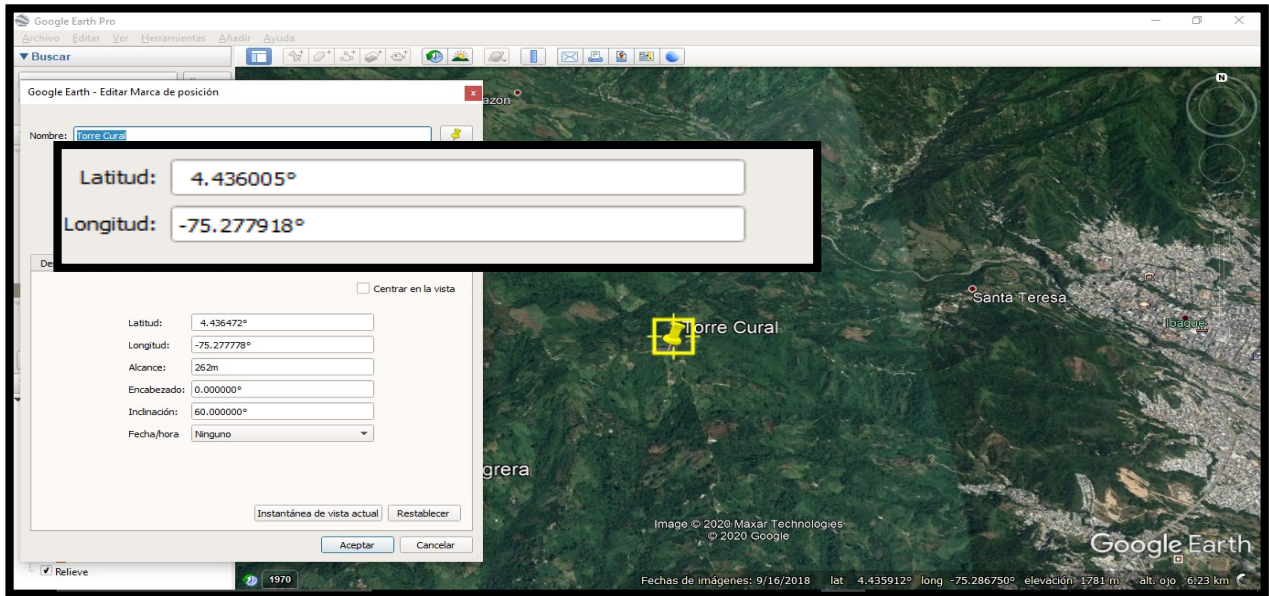 Google Earth Pro
Archivo Editar Ver Herramientas Añadir Ayuda
Buscar
Google Earth - Editar Marca de posición
Nombre: Torre Cural
Latitud: 4.436005°
Longitud: -75.277918°
Centrar en la vista
Latitud: 4.436472°
Longitud: -75.277778°
Alcance: 262m
Encabezado: 0.000000°
Inclinación: 60.000000°
Fecha/hora Ninguno
Instantánea de vista actual Restablecer
Aceptar Cancelar
Relieve
azon
N
Santa Teresa
Ibague
Torre Cural
grera
Image © 2020 Maxar Technologies
© 2020 Google
Google Earth
1970
Fechas de imágenes: 9/16/2018 lat 4.435912° long -75.286750° elevación 1781 m alt. ojo 6.23 km